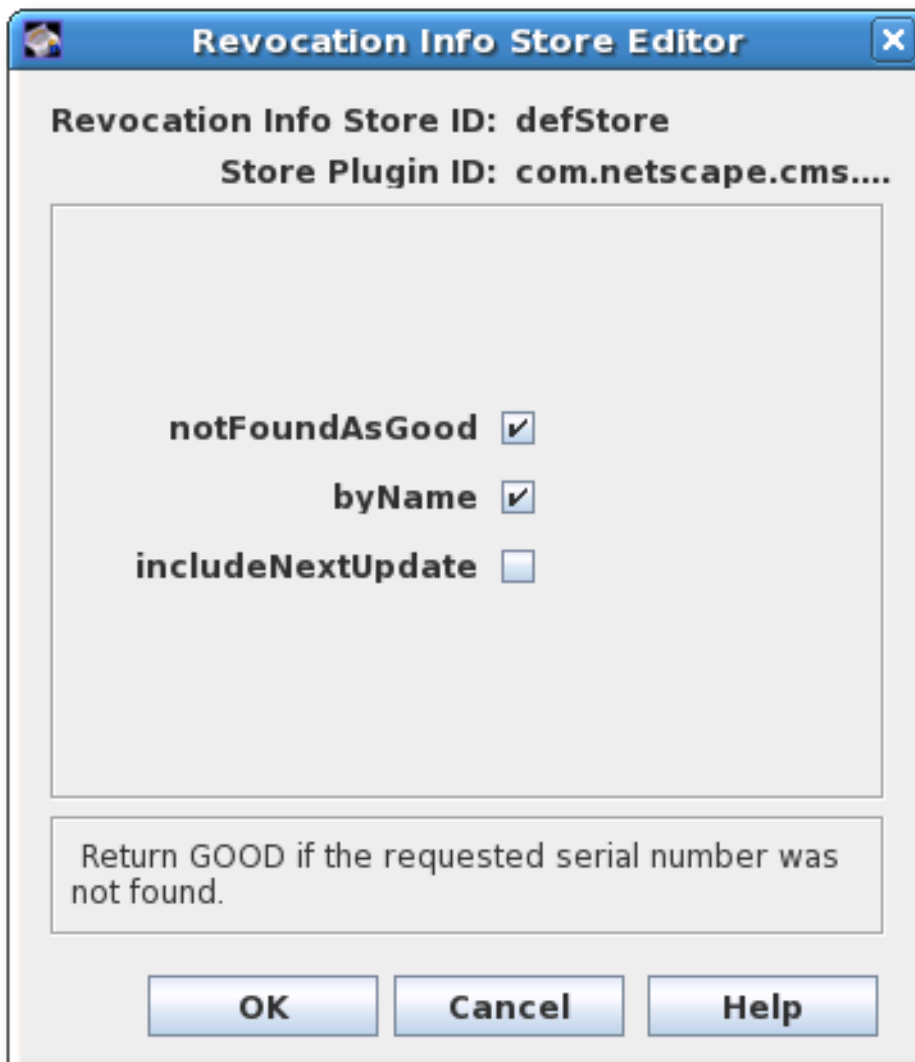 Revocation Info Store Editor
Revocation Info Store ID: defStore
Store Plugin ID: com.netscape.cms....
notFoundAsGood
byName
includeNextUpdate
Return GOOD if the requested serial number was
not found.
OK Cancel Help